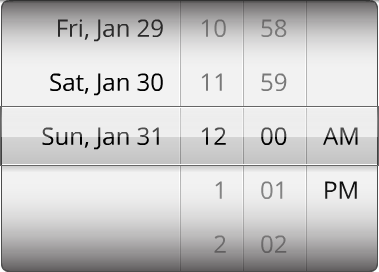 Fri, Jan 29 10 58
Sat, Jan 30 11 59
Sun, Jan 31 12 00 AM
1 01 PM
2 02